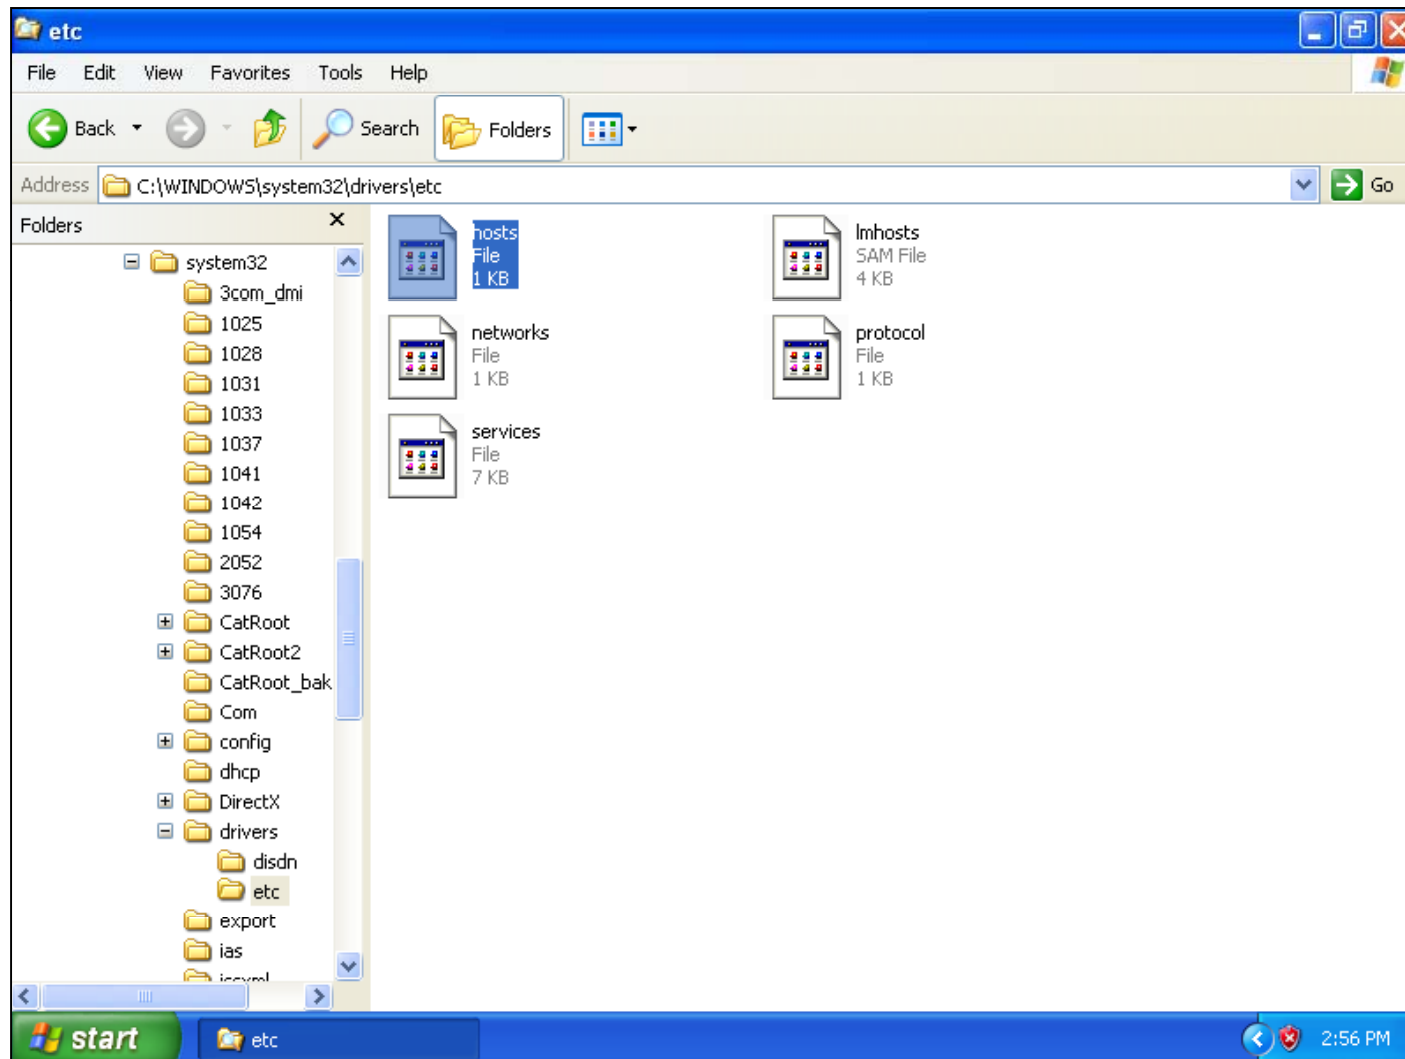 etc
File Edit View Favorites Tools Help
Back Search Folders
Address C:\WINDOWS\system32\drivers\etc Go
Folders
system32
3com_dmi
1025
1028
1031
1033
1037
1041
1042
1054
2052
3076
CatRoot
CatRoot2
CatRoot_bak
Com
config
dhcp
DirectX
drivers
disdn
etc
export
ias
hosts
File
1 KB
lmhosts
SAM File
4 KB
networks
File
1 KB
protocol
File
1 KB
services
File
7 KB
start etc 2:56 PM